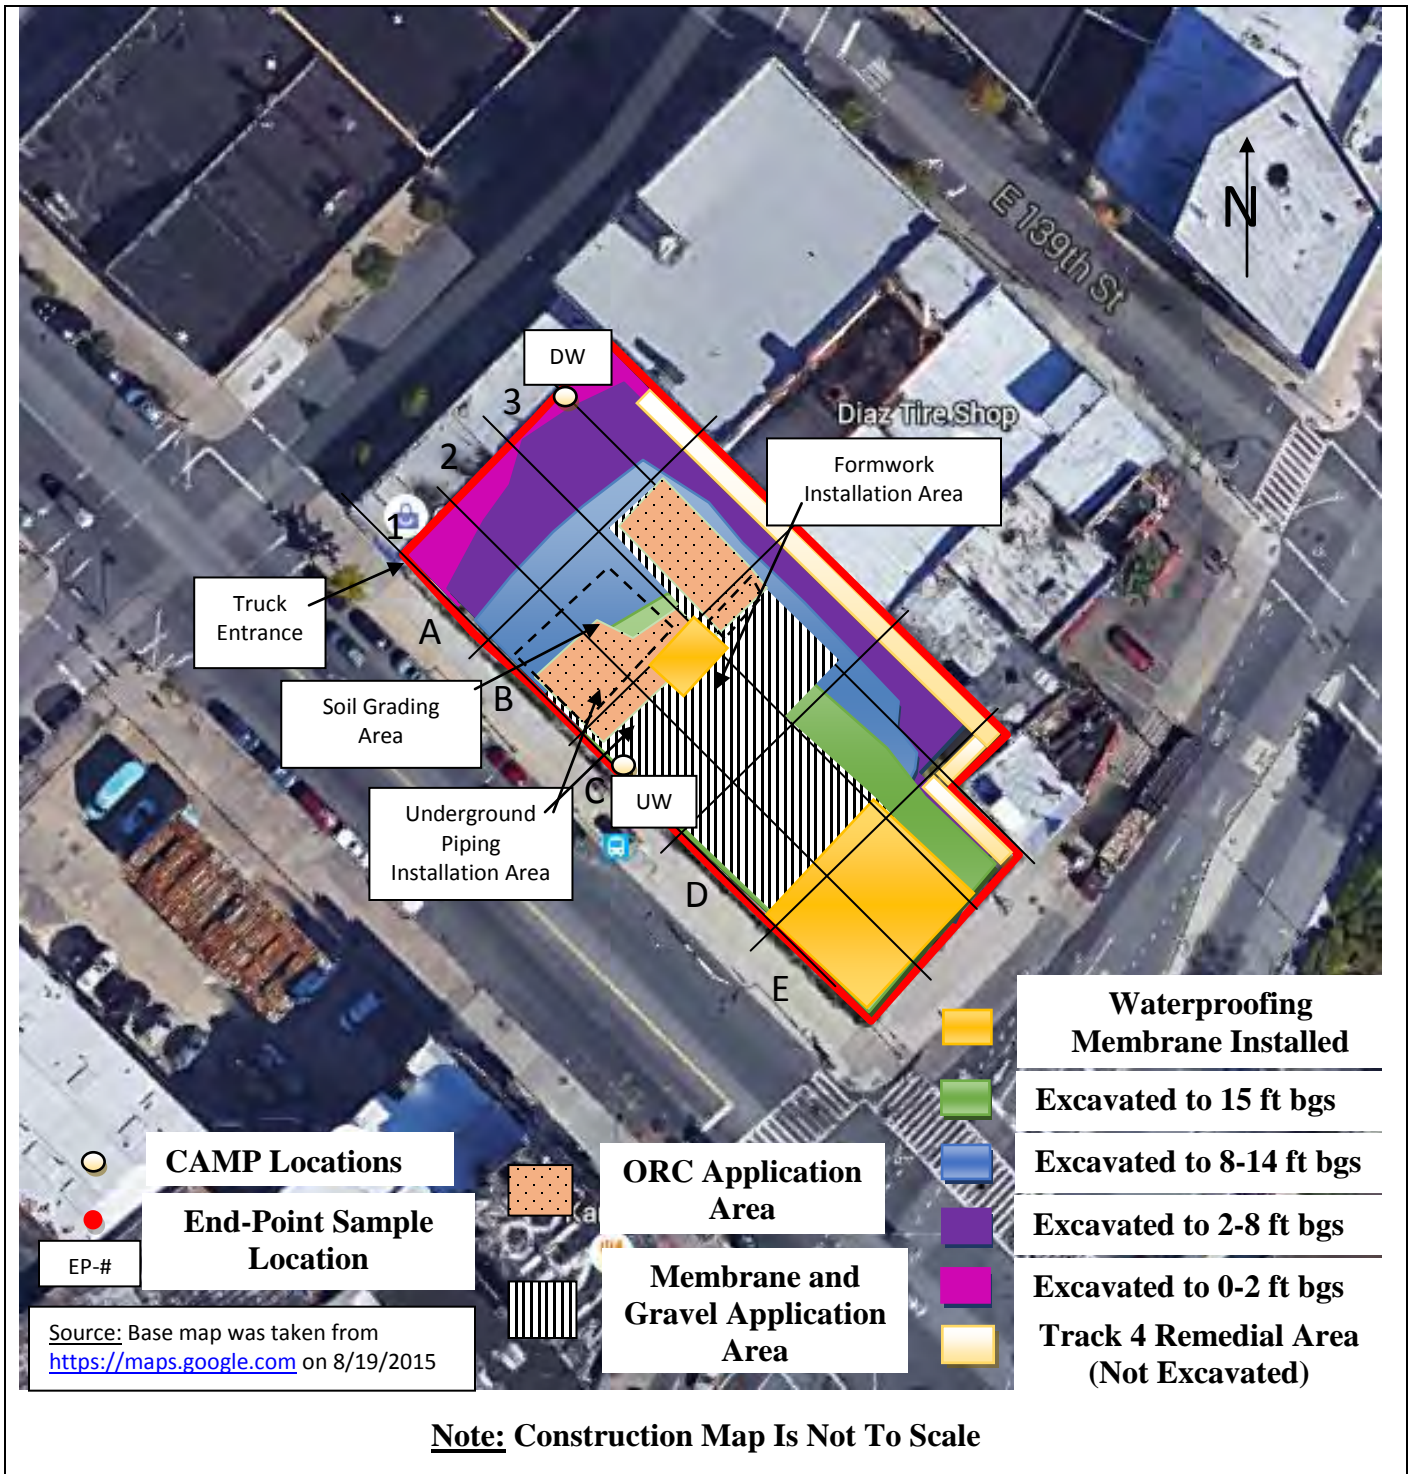 E 139th St
N
DW
3
Diaz Tire Shop
2
Formwork
Installation Area
1
Truck
Entrance
A
Soil Grading
Area
B
C
UW
Underground
Piping
Installation Area
D
E
Waterproofing
Membrane Installed
Excavated to 15 ft bgs
Excavated to 8-14 ft bgs
Excavated to 2-8 ft bgs
Excavated to 0-2 ft bgs
Track 4 Remedial Area
(Not Excavated)
CAMP Locations
End-Point Sample
Location
EP-#
ORC Application
Area
Membrane and
Gravel Application
Area
Source: Base map was taken from
https://maps.google.com on 8/19/2015
Note: Construction Map Is Not To Scale